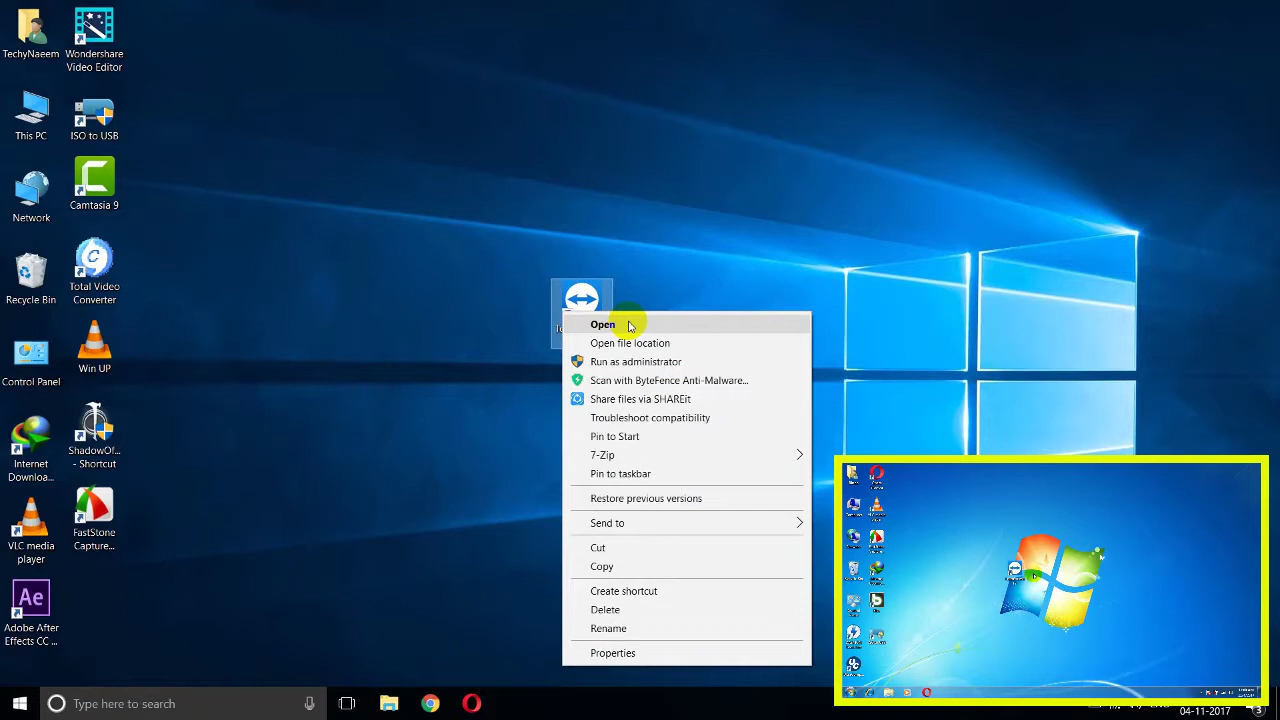 TechyNaeem
Wondershare
Video Editor
This PC
ISO to USB
Network
Camtasia 9
Recycle Bin
Total Video
Converter
Control Panel
Win UP
Internet
Downloa...
ShadowOf...
- Shortcut
VLC media
player
FastStone
Capture...
Ae
Adobe After
Effects CC ...
Open
Open file location
Run as administrator
Scan with ByteFence Anti-Malware...
Share files via SHAREit
Troubleshoot compatibility
Pin to Start
7-Zip
Pin to taskbar
Restore previous versions
Send to
Cut
Copy
Create shortcut
Delete
Rename
Properties
Type here to search
04-11-2017
3